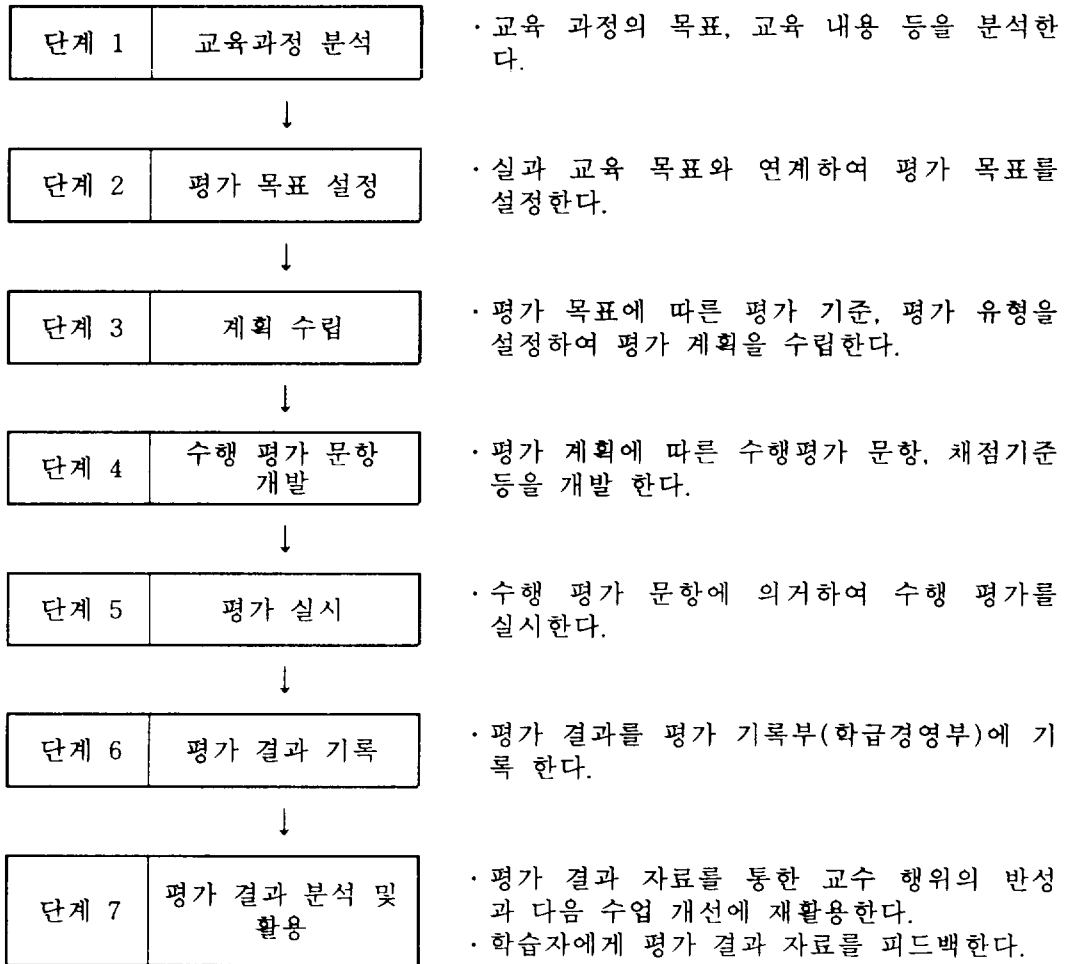 단계 1 교육과정 분석
· 교육 과정의 목표, 교육 내용 등을 분석한
다.
↓
단계 2 평가 목표 설정
· 실과 교육 목표와 연계하여 평가 목표를
설정한다.
↓
단계 3 계획 수립
· 평가 목표에 따른 평가 기준, 평가 유형을
설정하여 평가 계획을 수립한다.
↓
단계 4 수행 평가 문항
개발
· 평가 계획에 따른 수행평가 문항, 채점기준
등을 개발 한다.
↓
단계 5 평가 실시
· 수행 평가 문항에 의거하여 수행 평가를
실시한다.
↓
단계 6 평가 결과 기록
· 평가 결과를 평가 기록부(학급경영부)에 기
록 한다.
↓
단계 7 평가 결과 분석 및
활용
· 평가 결과 자료를 통한 교수 행위의 반성
과 다음 수업 개선에 재활용한다.
· 학습자에게 평가 결과 자료를 피드백한다.